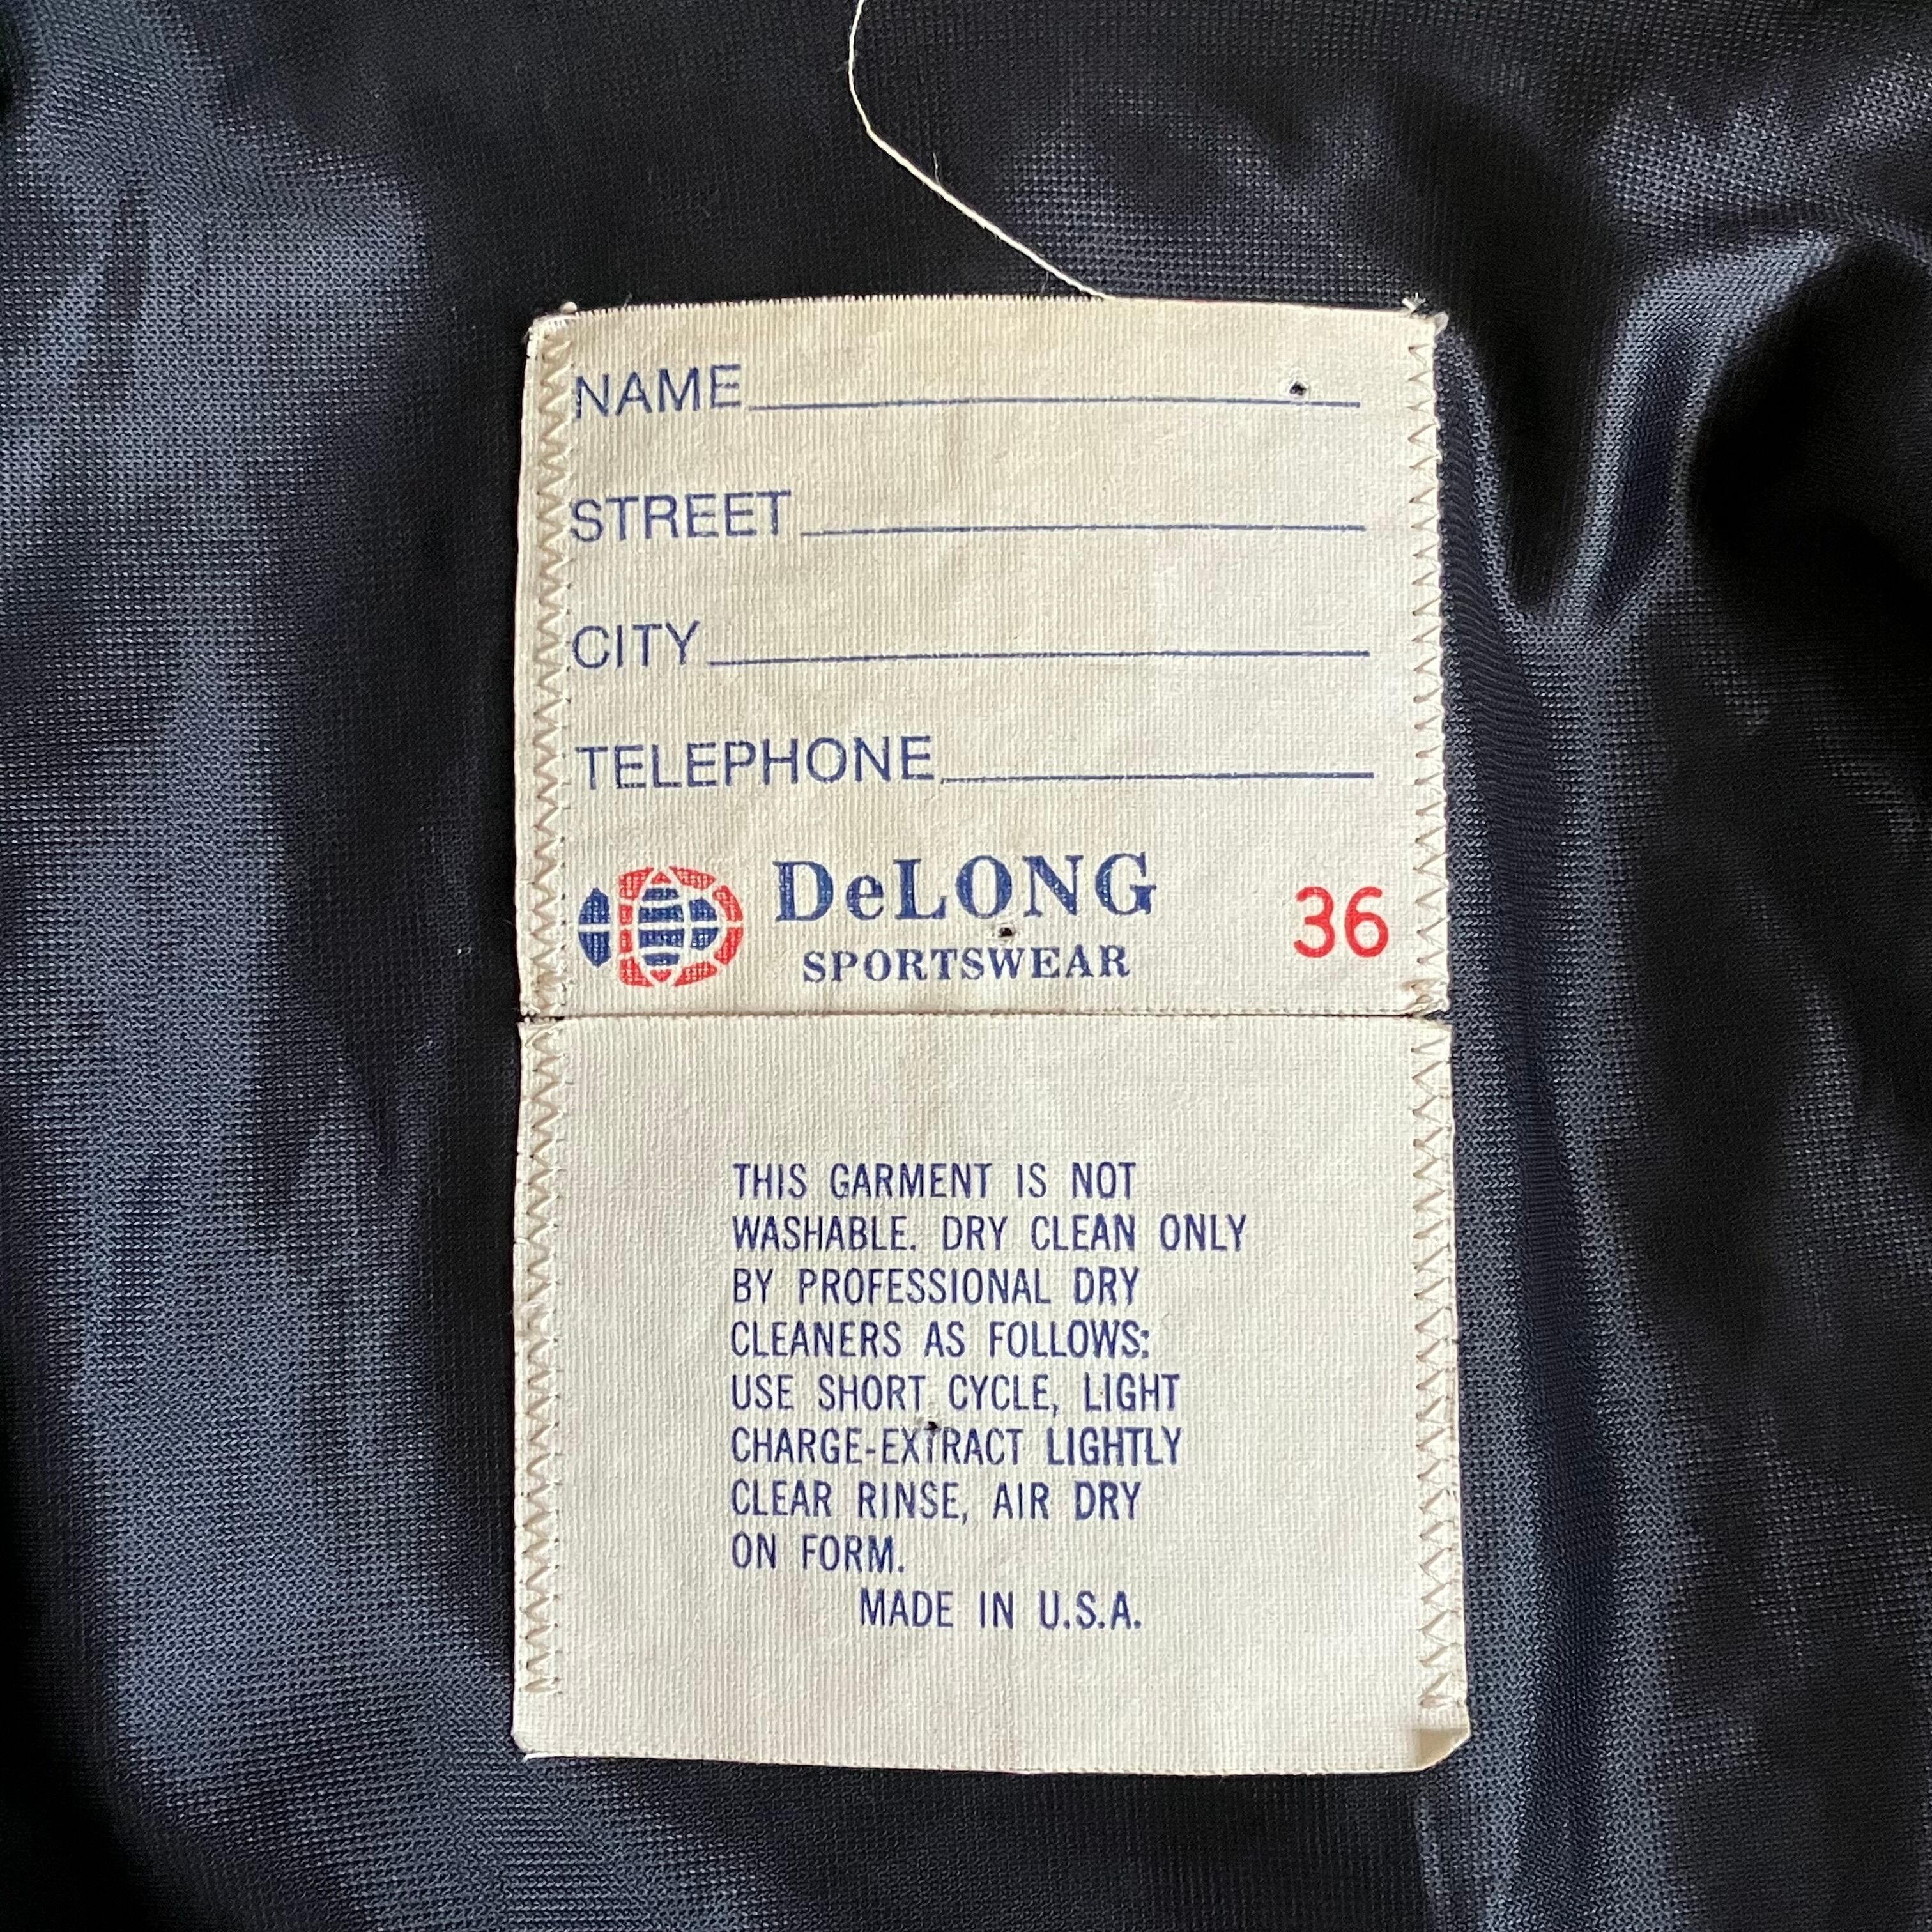 NAME
STREET
CITY
TELEPHONE
DeLONG
SPORTSWEAR
36
THIS GARMENT IS NOT
WASHABLE. DRY CLEAN ONLY
BY PROFESSIONAL DRY
CLEANERS AS FOLLOWS:
USE SHORT CYCLE, LIGHT
CHARGE-EXTRACT LIGHTLY
CLEAR RINSE, AIR DRY
ON FORM.
MADE IN U.S.A.